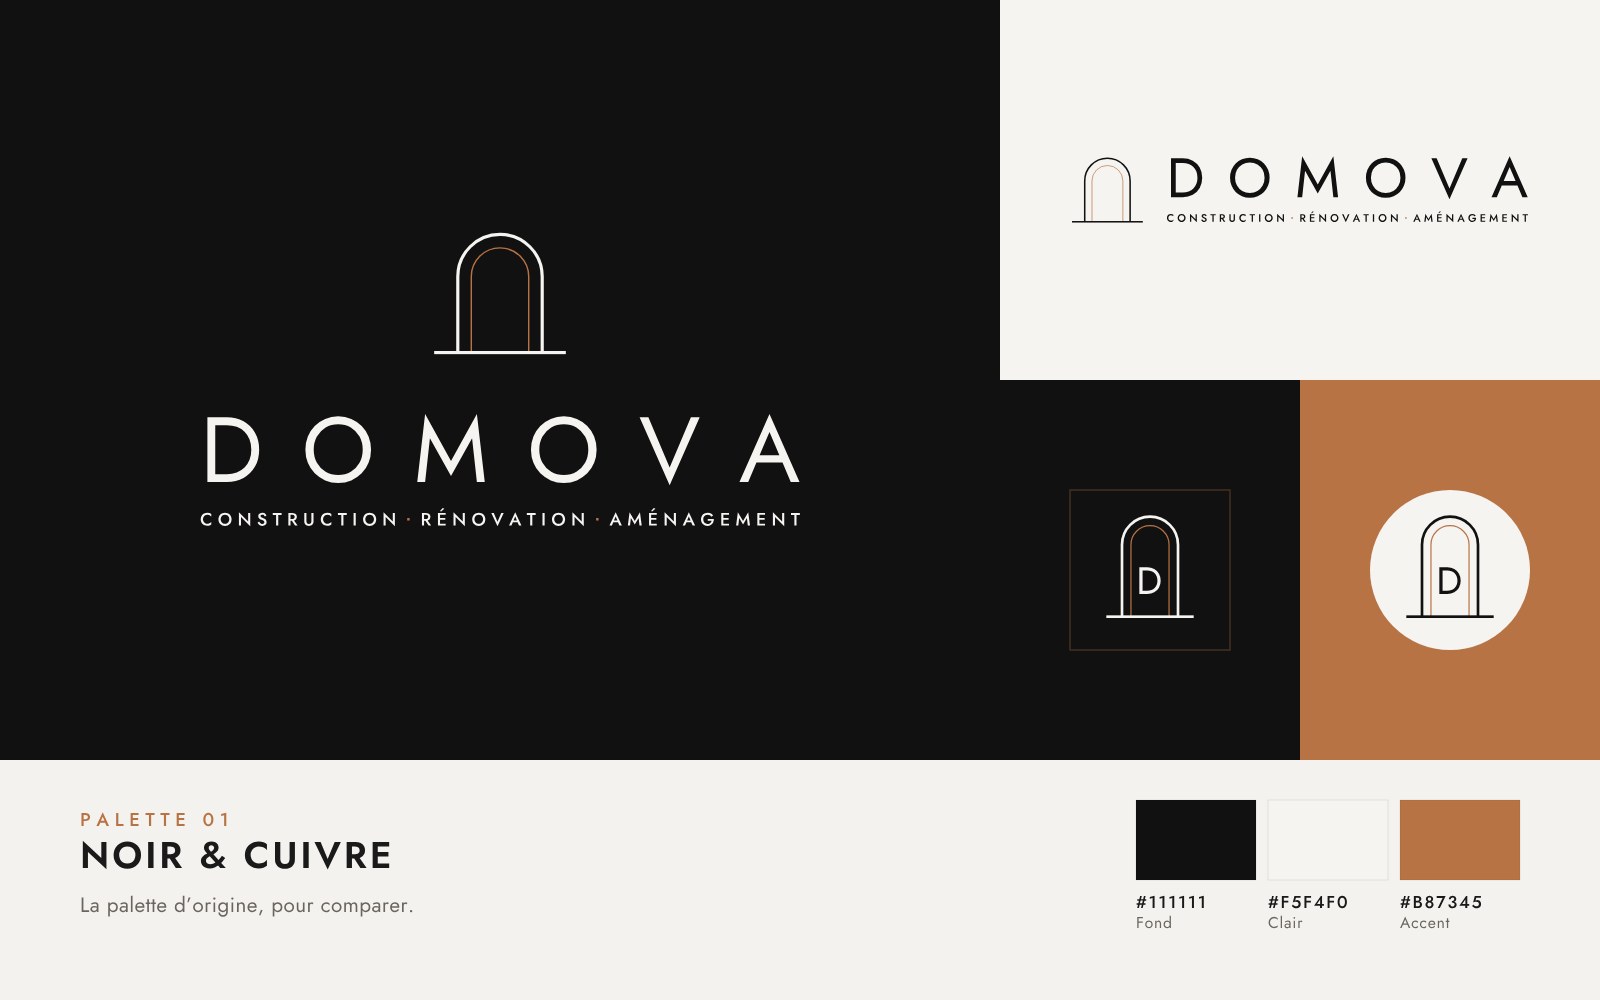 DOMOVA
CONSTRUCTION · RÉNOVATION · AMÉNAGEMENT
DOMOVA
CONSTRUCTION · RÉNOVATION · AMÉNAGEMENT
D
D
PALETTE 01
NOIR & CUIVRE
La palette d’origine, pour comparer.
#111111
Fond
#F5F4F0
Clair
#B87345
Accent